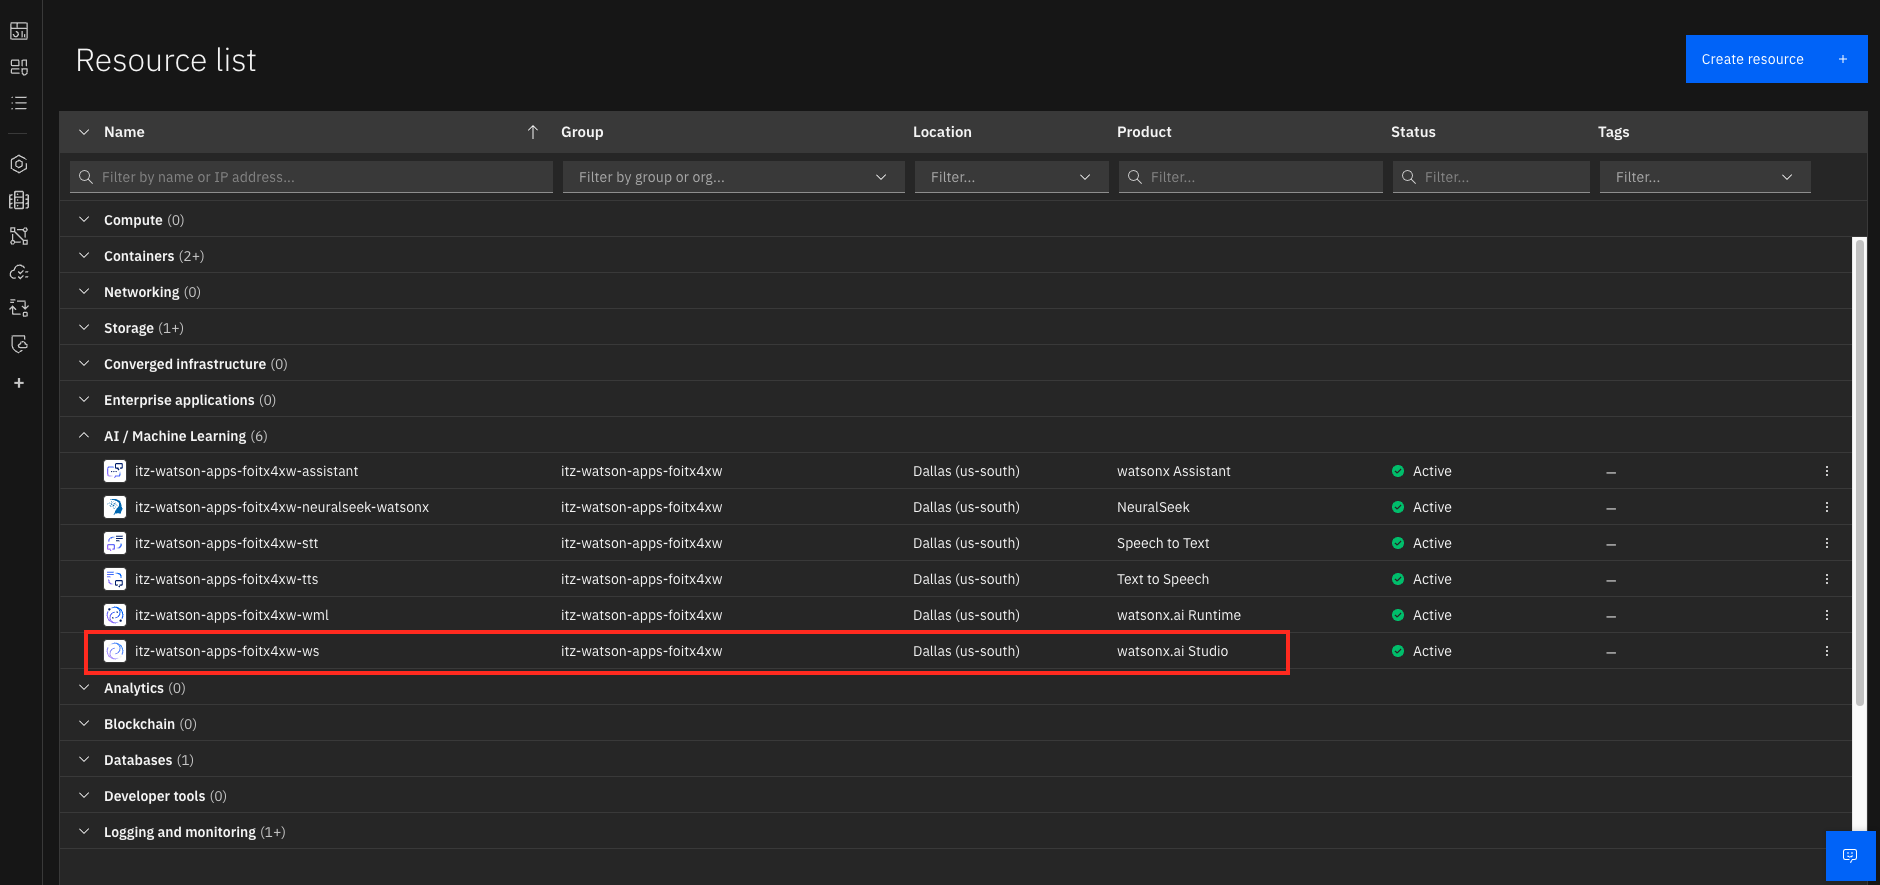 Resource list
Create resource +
Name Group Location Product Status Tags
Filter by name or IP address... Filter by group or org... Filter... Filter... Filter... Filter...
Compute (0)
Containers (2+)
Networking (0)
Storage (1+)
Converged infrastructure (0)
Enterprise applications (0)
AI / Machine Learning (6)
itz-watson-apps-foitx4xw-assistant itz-watson-apps-foitx4xw Dallas (us-south) watsonx Assistant Active –
itz-watson-apps-foitx4xw-neuralseek-watsonx itz-watson-apps-foitx4xw Dallas (us-south) NeuralSeek Active –
itz-watson-apps-foitx4xw-stt itz-watson-apps-foitx4xw Dallas (us-south) Speech to Text Active –
itz-watson-apps-foitx4xw-tts itz-watson-apps-foitx4xw Dallas (us-south) Text to Speech Active –
itz-watson-apps-foitx4xw-wml itz-watson-apps-foitx4xw Dallas (us-south) watsonx.ai Runtime Active –
itz-watson-apps-foitx4xw-ws itz-watson-apps-foitx4xw Dallas (us-south) watsonx.ai Studio Active –
Analytics (0)
Blockchain (0)
Databases (1)
Developer tools (0)
Logging and monitoring (1+)